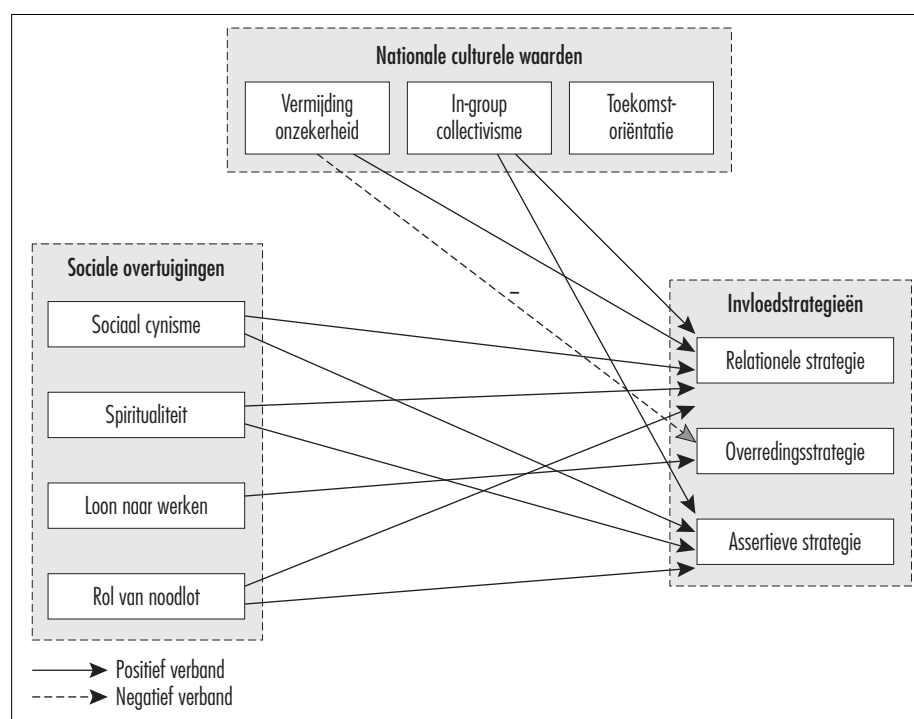 Nationale culturele waarden
Vermijding
onzekerheid
In-group
collectivisme
Toekomst-
oriëntatie
Sociale overtuigingen
Sociaal cynisme
Spiritualiteit
Loon naar werken
Rol van noodlot
–
Invloedstrategieën
Relationele strategie
Overredingsstrategie
Assertieve strategie
Positief verband
Negatief verband